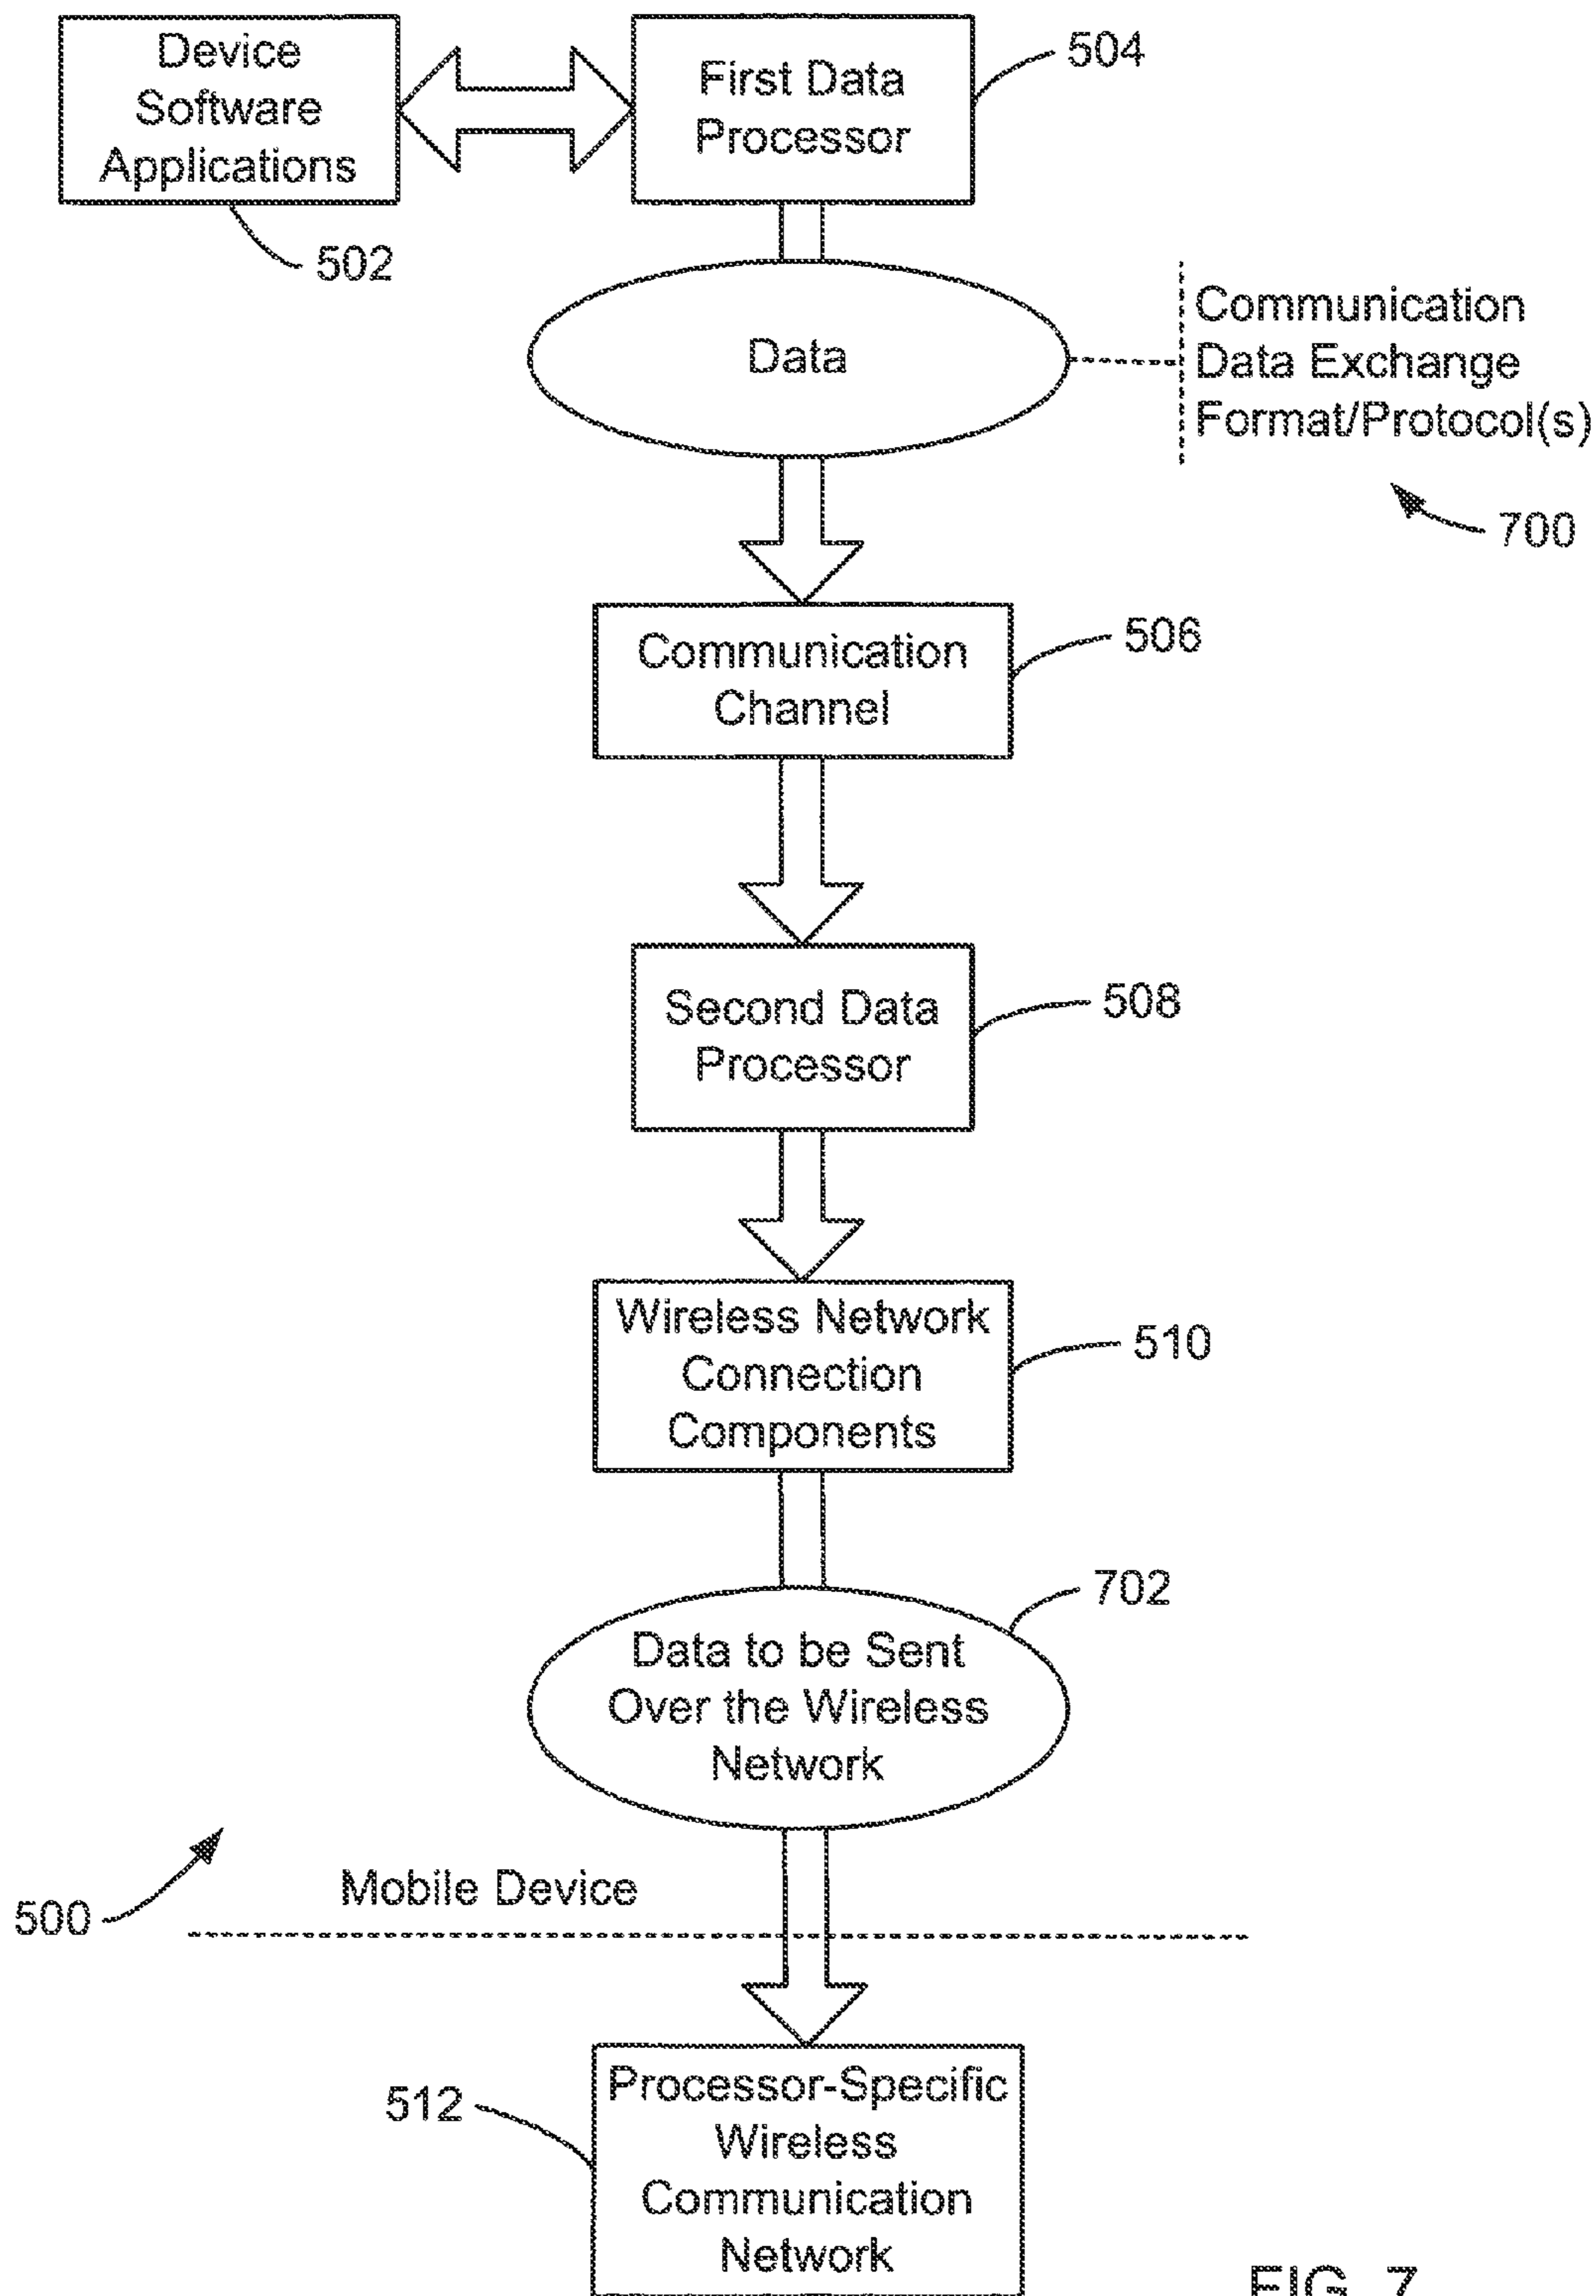 Device
Software
Applications
502
First Data
Processor
504
Data
Communication
Data Exchange
Format/Protocol(s)
700
Communication
Channel
506
Second Data
Processor
508
Wireless Network
Connection
Components
510
702
Data to be Sent
Over the Wireless
Network
500
Mobile Device
512
Processor-Specific
Wireless
Communication
Network
FIG. 7